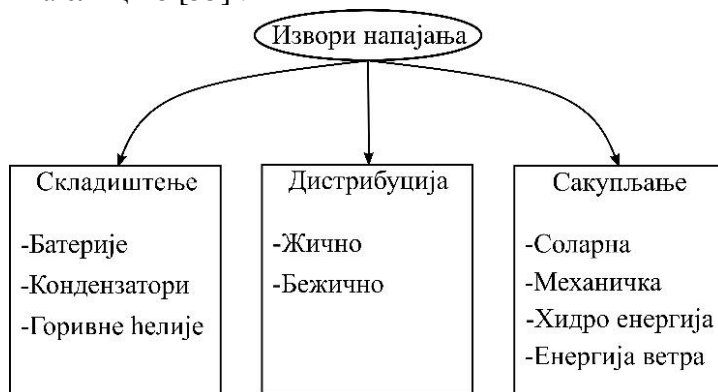 Извори напајања
Складиштење
-Батерије
-Кондензатори
-Горивне ћелије
Дистрибуција
-Жично
-Бежично
Сакупљање
-Соларна
-Механичка
-Хидро енергија
-Енергија ветра